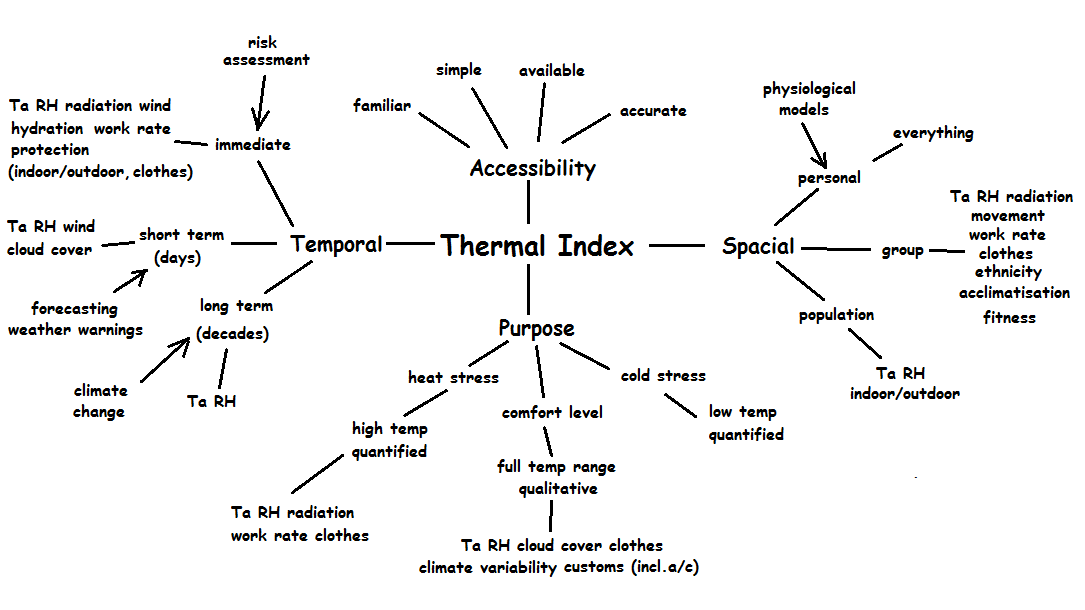 risk
assessment
Ta RH radiation wind
hydration work rate
protection
(indoor/outdoor, clothes)
immediate
Ta RH wind
cloud cover
short term
(days)
forecasting
weather warnings
long term
(decades)
climate
change
Ta RH
Temporal
familiar
simple
available
accurate
Accessibility
Thermal Index
Purpose
heat stress
high temp
quantified
Ta RH radiation
work rate clothes
comfort level
full temp range
qualitative
Ta RH cloud cover clothes
climate variability customs (incl.a/c)
cold stress
low temp
quantified
Spacial
physiological
models
everything
personal
group
Ta RH radiation
movement
work rate
clothes
ethnicity
acclimatisation
fitness
population
Ta RH
indoor/outdoor